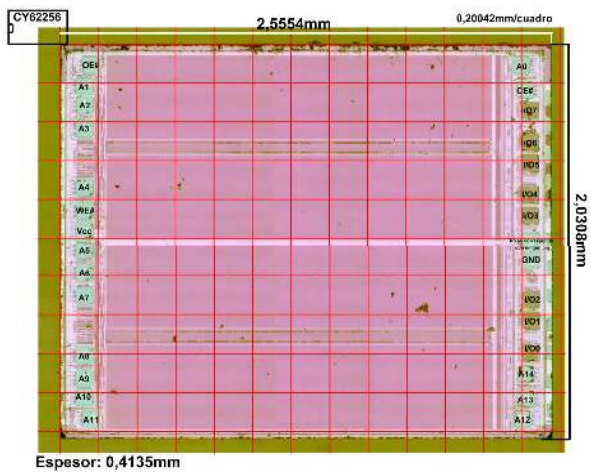 CY62256
2,5554mm
0,20042mm/cuadro
OE#
A1
A2
A3
A4
WE#
Vcc
A5
A6
A7
A8
A9
A10
A11
A0
CE#
I/O7
I/O6
I/O5
I/O4
I/O3
GND
I/O2
I/O1
I/O0
A14
A13
A12
2,0308mm
Espesor: 0,4135mm